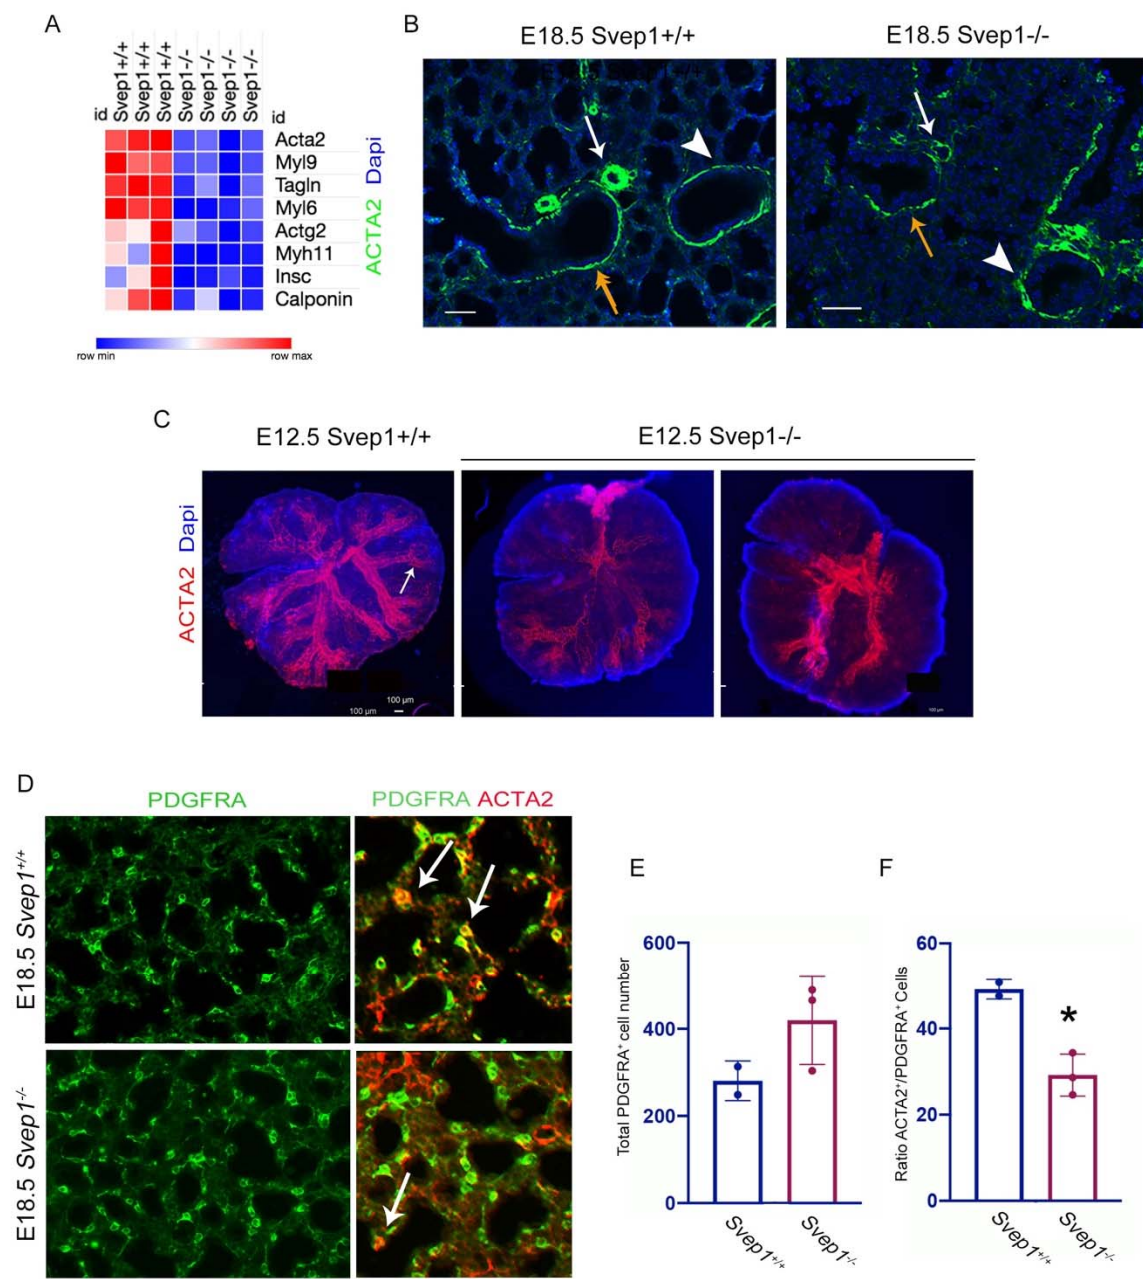 A
id
Svep1+/+
Svep1+/+
Svep1+/+
Svep1-/-
Svep1-/-
Svep1-/-
Svep1-/-
id
Acta2
Myl9
Tagln
Myl6
Actg2
Myh11
Insc
Calponin
row min
row max
B
E18.5 Svep1+/+
E18.5 Svep1-/-
ACTA2 Dapi
C
E12.5 Svep1+/+
E12.5 Svep1-/-
ACTA2 Dapi
100 µm
100 µm
100 µm
D
PDGFRA
PDGFRA ACTA2
E18.5 Svep1+/+
E18.5 Svep1-/-
E
Total PDGFRA+ cell number
600
400
200
0
Svep1+/+
Svep1-/-
F
Ratio ACTA2+/PDGFRA+ Cells
60
40
20
0
*
Svep1+/+
Svep1-/-